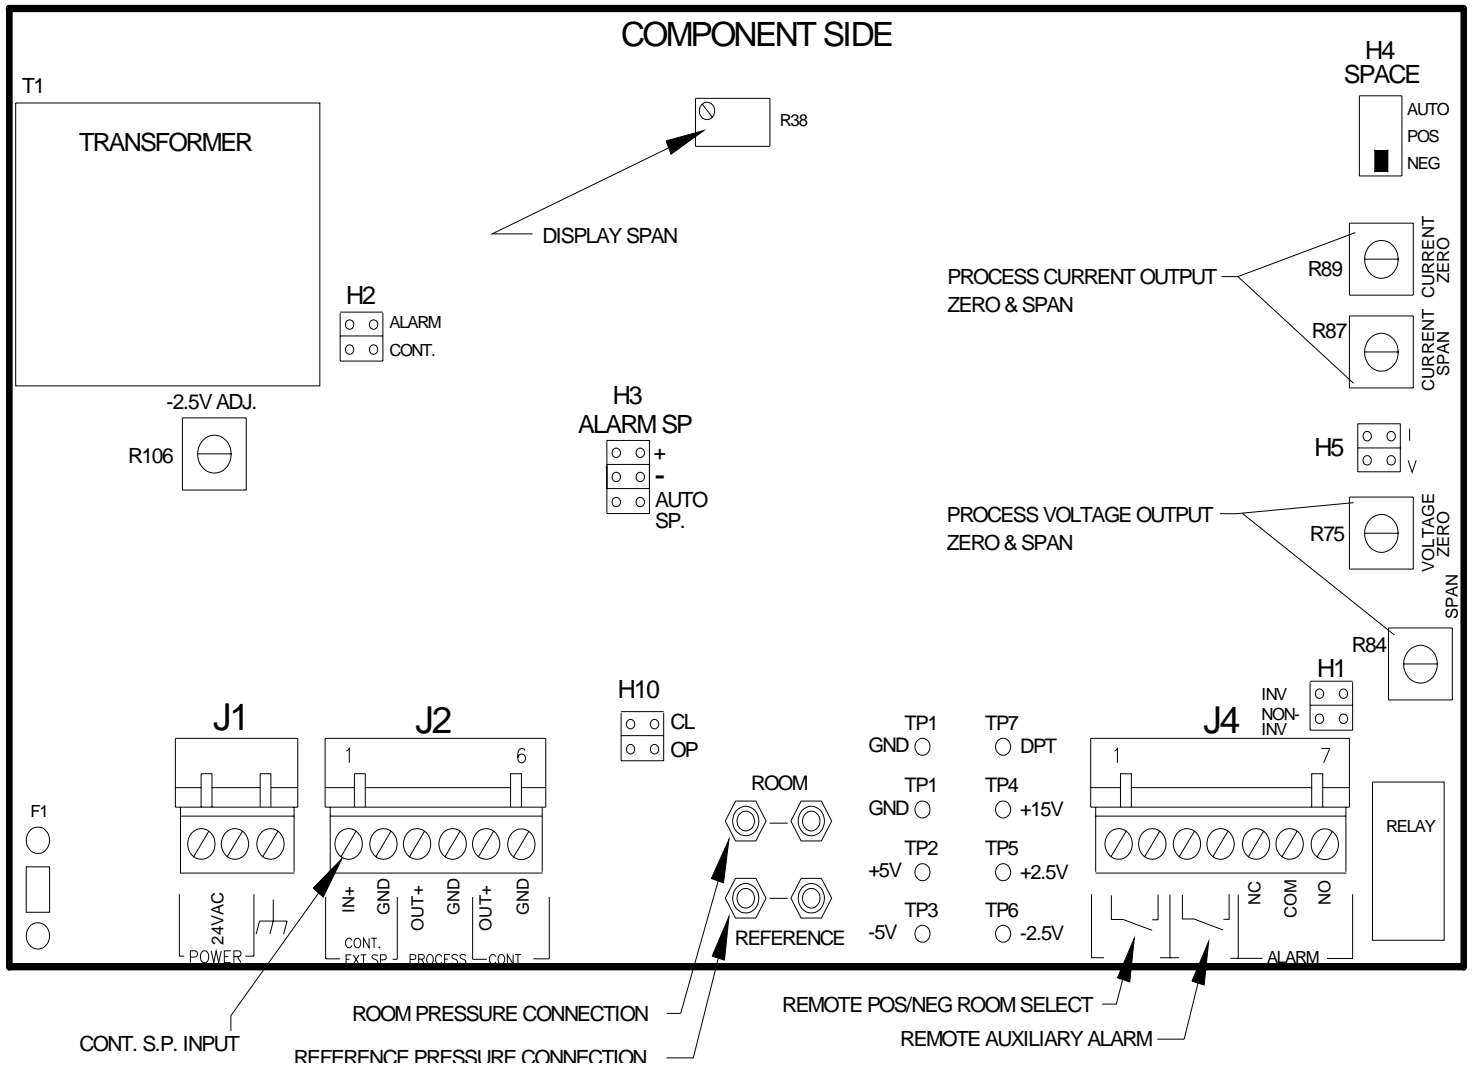 COMPONENT SIDE
H4
SPACE
AUTO
POS
NEG
T1
TRANSFORMER
R38
DISPLAY SPAN
PROCESS CURRENT OUTPUT
ZERO & SPAN
R89
CURRENT
ZERO
R87
CURRENT
SPAN
H2
ALARM
CONT.
-2.5V ADJ.
R106
H3
ALARM SP
+
-
AUTO
SP.
H5
I
V
PROCESS VOLTAGE OUTPUT
ZERO & SPAN
R75
VOLTAGE
ZERO
SPAN
R84
H1
INV
NON-
INV
H10
CL
OP
J1
J2
1
6
TP1
GND
TP7
DPT
TP1
GND
TP4
+15V
TP2
+5V
TP5
+2.5V
TP3
-5V
TP6
-2.5V
J4
1
7
ROOM
REFERENCE
RELAY
F1
24VAC
POWER
IN+
GND
OUT+
GND
OUT+
GND
CONT.
EXT SP
PROCESS
CONT
NC
COM
NO
ALARM
CONT. S.P. INPUT
ROOM PRESSURE CONNECTION
REFERENCE PRESSURE CONNECTION
REMOTE POS/NEG ROOM SELECT
REMOTE AUXILIARY ALARM